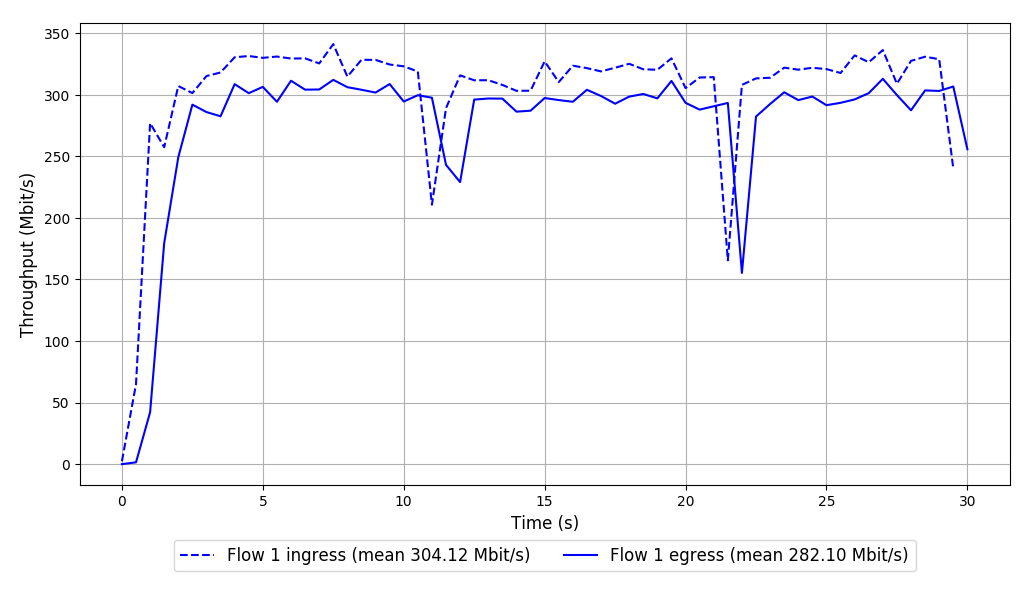 Throughput (Mbit/s)
350
300
250
200
150
100
50
0
0 5 10 15 20 25 30
Time (s)
Flow 1 ingress (mean 304.12 Mbit/s) Flow 1 egress (mean 282.10 Mbit/s)